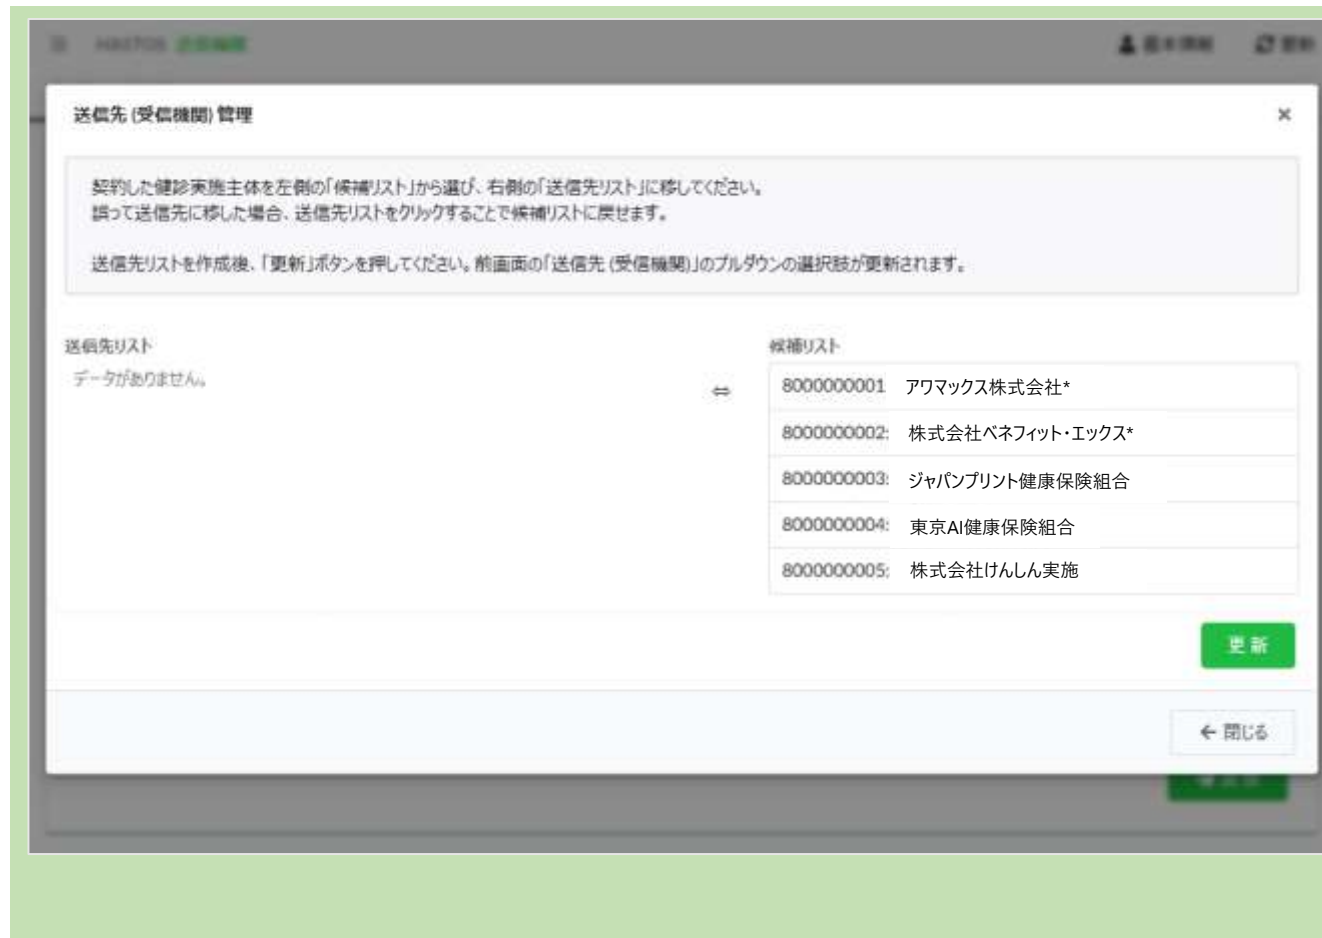 送信機関
基本情報
更新
送信先 (受信機関) 管理
×
契約した健診実施主体を左側の「候補リスト」から選び、右側の「送信先リスト」に移してください。
誤って送信先に移した場合、送信先リストをクリックすることで候補リストに戻せます。
送信先リストを作成後、「更新」ボタンを押してください。前画面の「送信先 (受信機関)」のプルダウンの選択肢が更新されます。
送信先リスト
データがありません。
⇔
候補リスト
8000000001 アワマックス株式会社*
8000000002: 株式会社ベネフィット・エックス*
8000000003: ジャパンプリント健康保険組合
8000000004: 東京AI健康保険組合
8000000005: 株式会社けんしん実施
更新
← 閉じる